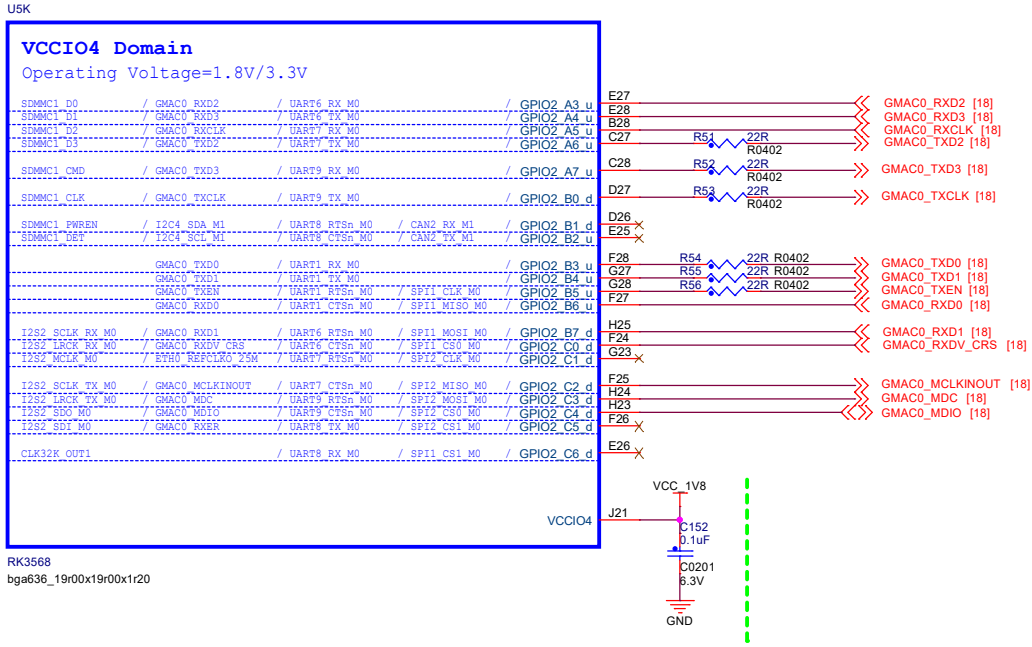 U5K
VCCIO4 Domain
Operating Voltage=1.8V/3.3V
SDMMC1_D0 / GMAC0_RXD2 / UART6_RX_M0 / GPIO2_A3_u E27 GMAC0_RXD2 [18]
SDMMC1_D1 / GMAC0_RXD3 / UART6_TX_M0 / GPIO2_A4_u E28 GMAC0_RXD3 [18]
SDMMC1_D2 / GMAC0_RXCLK / UART7_RX_M0 / GPIO2_A5_u B28 GMAC0_RXCLK [18]
SDMMC1_D3 / GMAC0_TXD2 / UART7_TX_M0 / GPIO2_A6_u C27 R51 22R GMAC0_TXD2 [18]
R0402
SDMMC1_CMD / GMAC0_TXD3 / UART9_RX_M0 / GPIO2_A7_u C28 R52 22R GMAC0_TXD3 [18]
R0402
SDMMC1_CLK / GMAC0_TXCLK / UART9_TX_M0 / GPIO2_B0_d D27 R53 22R GMAC0_TXCLK [18]
R0402
SDMMC1_PWREN / I2C4_SDA_M1 / UART8_RTSn_M0 / CAN2_RX_M1 / GPIO2_B1_d D26
SDMMC1_DET / I2C4_SCL_M1 / UART8_CTSn_M0 / CAN2_TX_M1 / GPIO2_B2_u E25
GMAC0_TXD0 / UART1_RX_M0 / GPIO2_B3_u F28 R54 22R R0402 GMAC0_TXD0 [18]
GMAC0_TXD1 / UART1_TX_M0 / GPIO2_B4_u G27 R55 22R R0402 GMAC0_TXD1 [18]
GMAC0_TXEN / UART1_RTSn_M0 / SPI1_CLK_M0 / GPIO2_B5_u G28 R56 22R R0402 GMAC0_TXEN [18]
GMAC0_RXD0 / UART1_CTSn_M0 / SPI1_MISO_M0 / GPIO2_B6_u F27 GMAC0_RXD0 [18]
I2S2_SCLK_RX_M0 / GMAC0_RXD1 / UART6_RTSn_M0 / SPI1_MOSI_M0 / GPIO2_B7_d H25 GMAC0_RXD1 [18]
I2S2_LRCK_RX_M0 / GMAC0_RXDV_CRS / UART6_CTSn_M0 / SPI1_CS0_M0 / GPIO2_C0_d F24 GMAC0_RXDV_CRS [18]
I2S2_MCLK_M0 / ETH0_REFCLKO_25M / UART7_RTSn_M0 / SPI2_CLK_M0 / GPIO2_C1_d G23
I2S2_SCLK_TX_M0 / GMAC0_MCLKINOUT / UART7_CTSn_M0 / SPI2_MISO_M0 / GPIO2_C2_d F25 GMAC0_MCLKINOUT [18]
I2S2_LRCK_TX_M0 / GMAC0_MDC / UART9_RTSn_M0 / SPI2_MOSI_M0 / GPIO2_C3_d H24 GMAC0_MDC [18]
I2S2_SDO_M0 / GMAC0_MDIO / UART9_CTSn_M0 / SPI2_CS0_M0 / GPIO2_C4_d H23 GMAC0_MDIO [18]
I2S2_SDI_M0 / GMAC0_RXER / UART8_TX_M0 / SPI2_CS1_M0 / GPIO2_C5_d F26
CLK32K_OUT1 / UART8_RX_M0 / SPI1_CS1_M0 / GPIO2_C6_d E26
VCC_1V8
VCCIO4 J21
C152
0.1uF
C0201
6.3V
GND
RK3568
bga636_19r00x19r00x1r20